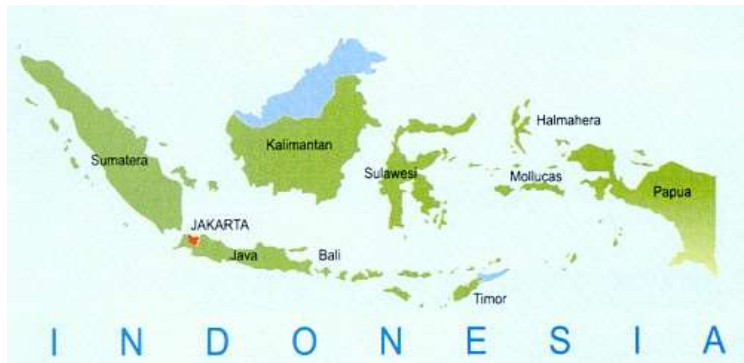 Halmahera
Kalimantan
Sumatera
Sulawesi
Mollucas
Papua
JAKARTA
Java
Bali
Timor
I N D O N E S I A